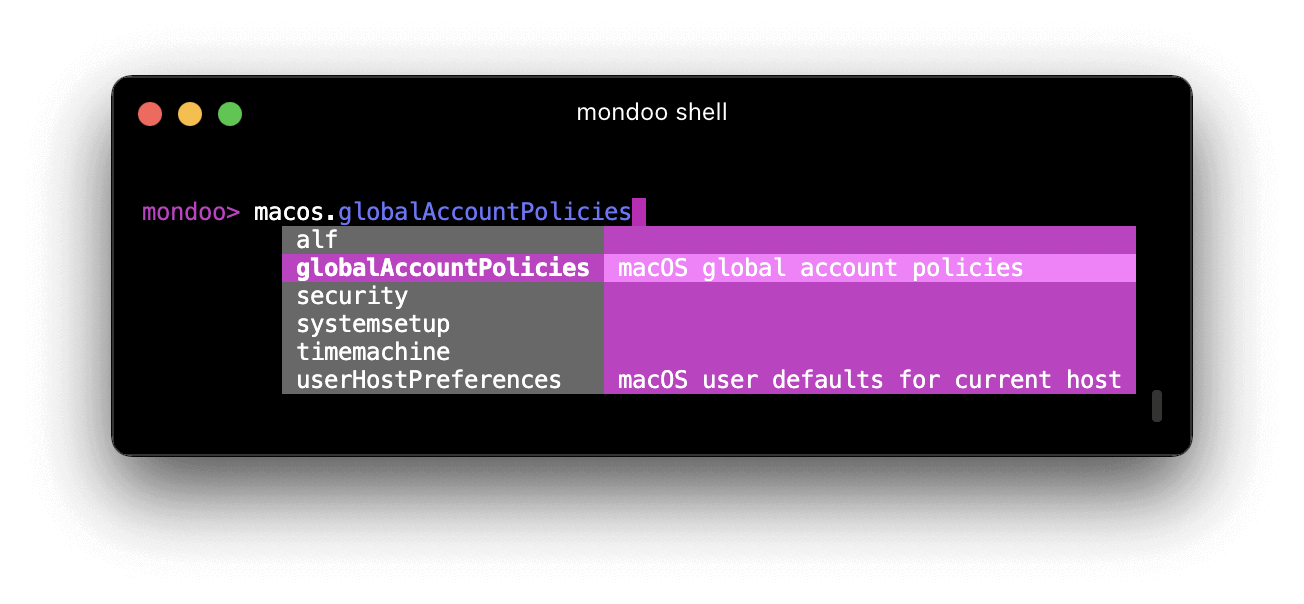 mondoo shell
mondoo> macos.globalAccountPolicies
alf
globalAccountPolicies macOS global account policies
security
systemsetup
timemachine
userHostPreferences macOS user defaults for current host